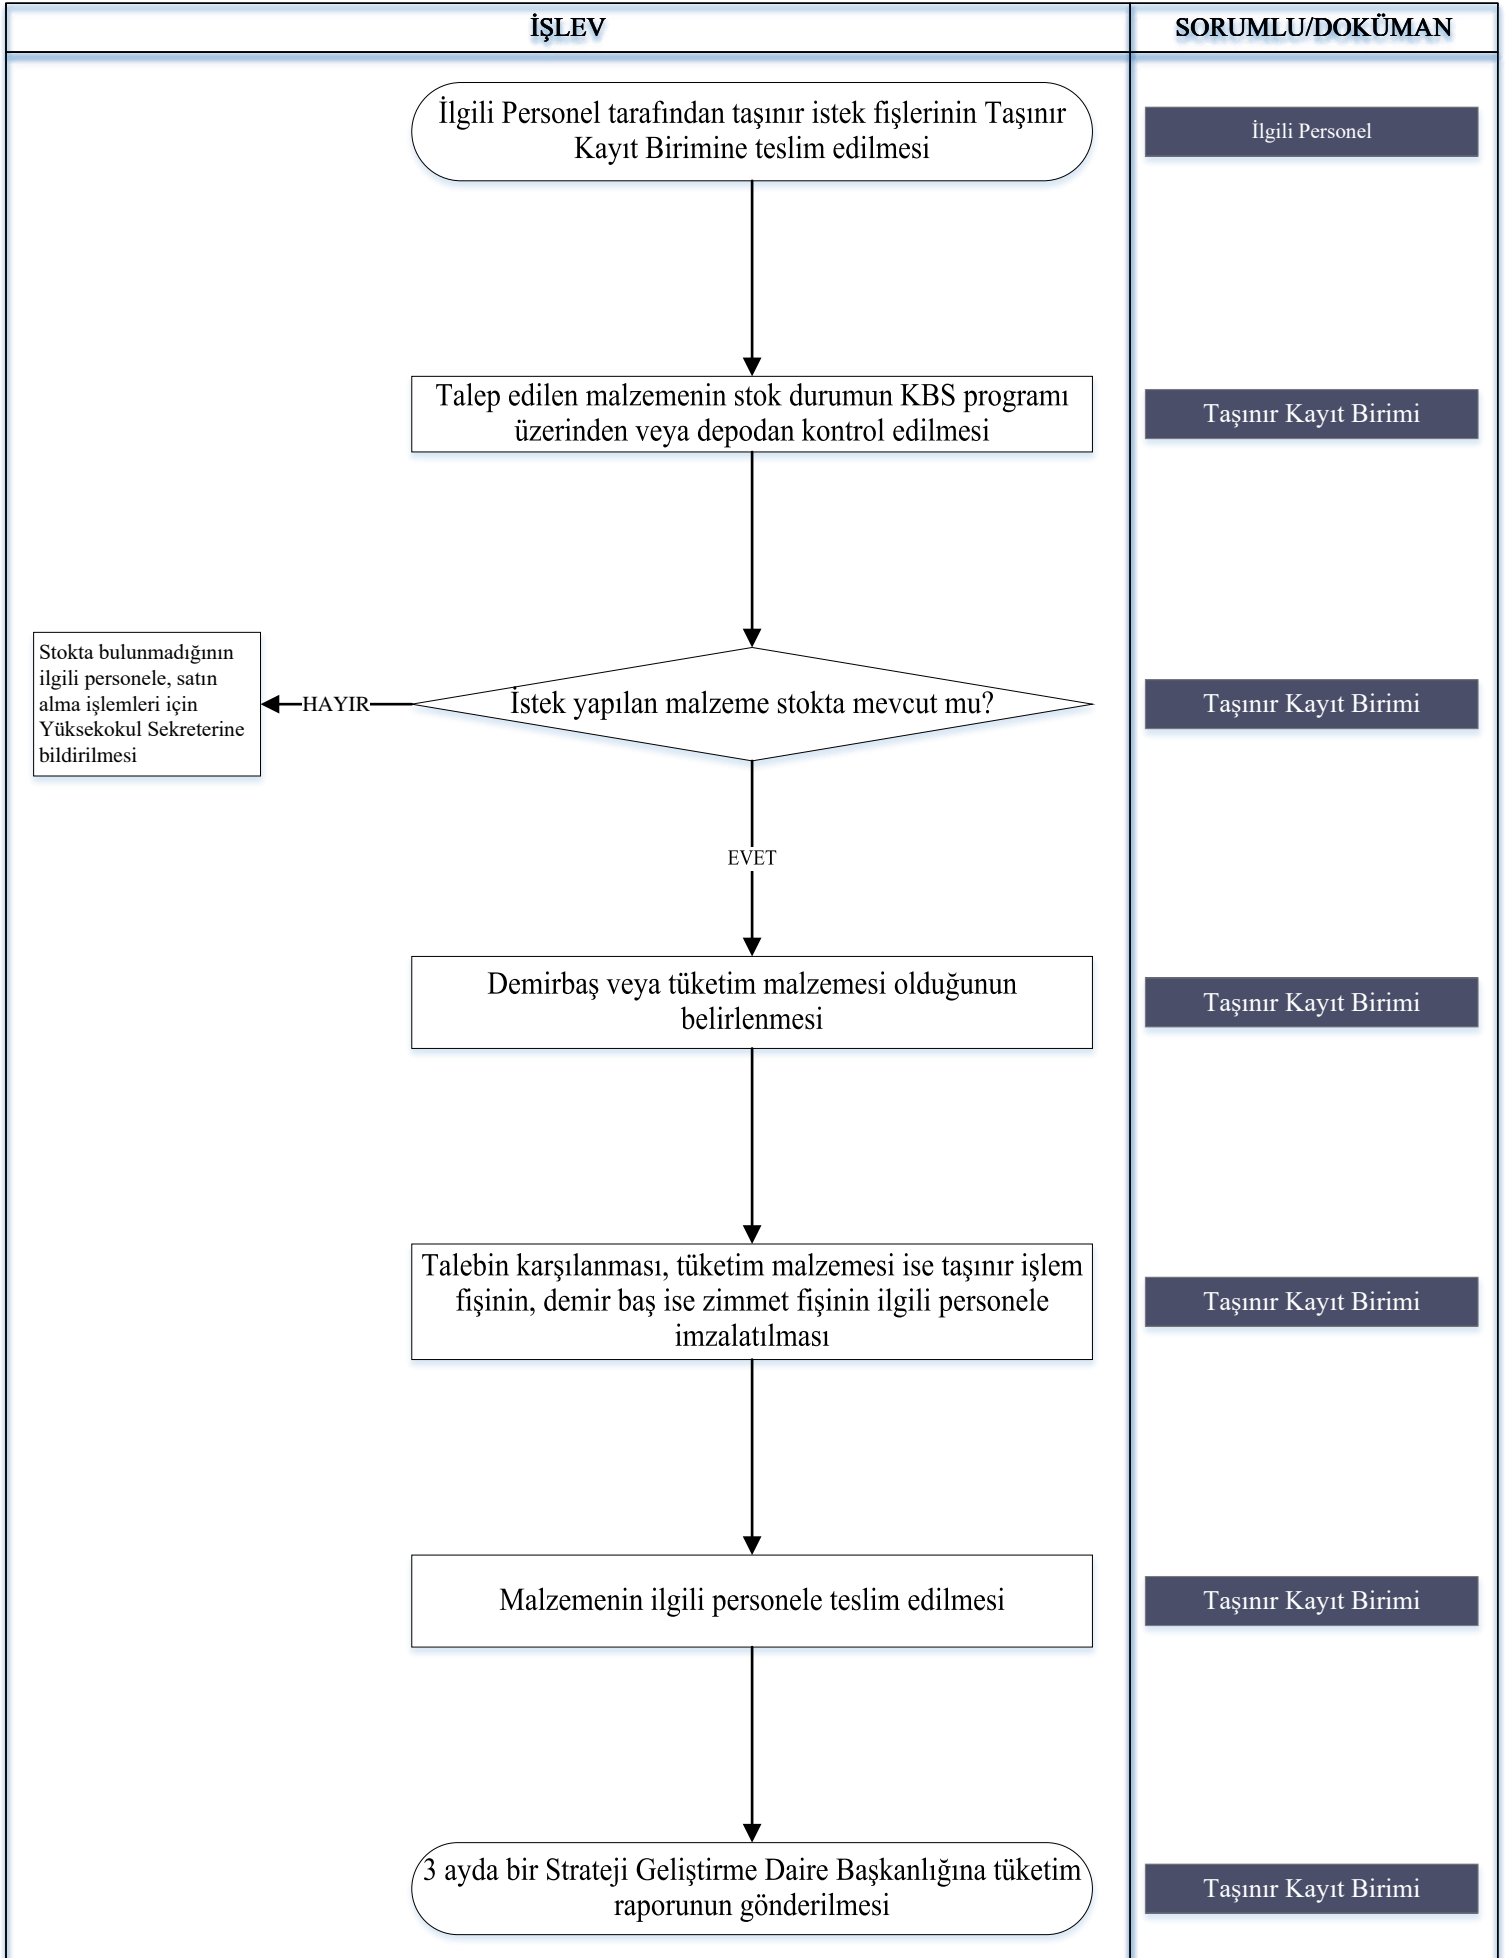 İŞLEV
SORUMLU/DOKÜMAN
İlgili Personel tarafından taşınır istek fişlerinin Taşınır
Kayıt Birimine teslim edilmesi
İlgili Personel
Talep edilen malzemenin stok durumun KBS programı
üzerinden veya depodan kontrol edilmesi
Taşınır Kayıt Birimi
Stokta bulunmadığının
ilgili personele, satın
alma işlemleri için
Yüksekokul Sekreterine
bildirilmesi
HAYIR
İstek yapılan malzeme stokta mevcut mu?
Taşınır Kayıt Birimi
EVET
Demirbaş veya tüketim malzemesi olduğunun
belirlenmesi
Taşınır Kayıt Birimi
Talebin karşılanması, tüketim malzemesi ise taşınır işlem
fişinin, demir baş ise zimmet fişinin ilgili personele
imzalatılması
Taşınır Kayıt Birimi
Malzemenin ilgili personele teslim edilmesi
Taşınır Kayıt Birimi
3 ayda bir Strateji Geliştirme Daire Başkanlığına tüketim
raporunun gönderilmesi
Taşınır Kayıt Birimi